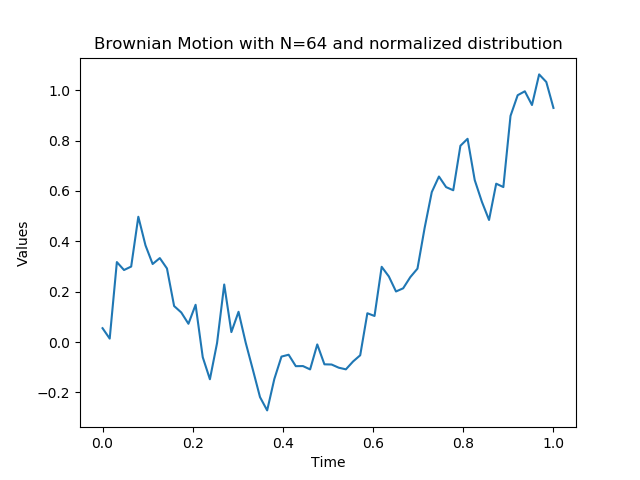 Brownian Motion with N=64 and normalized distribution
1.0
0.8
0.6
0.4
0.2
0.0
−0.2
Values
0.0 0.2 0.4 0.6 0.8 1.0
Time